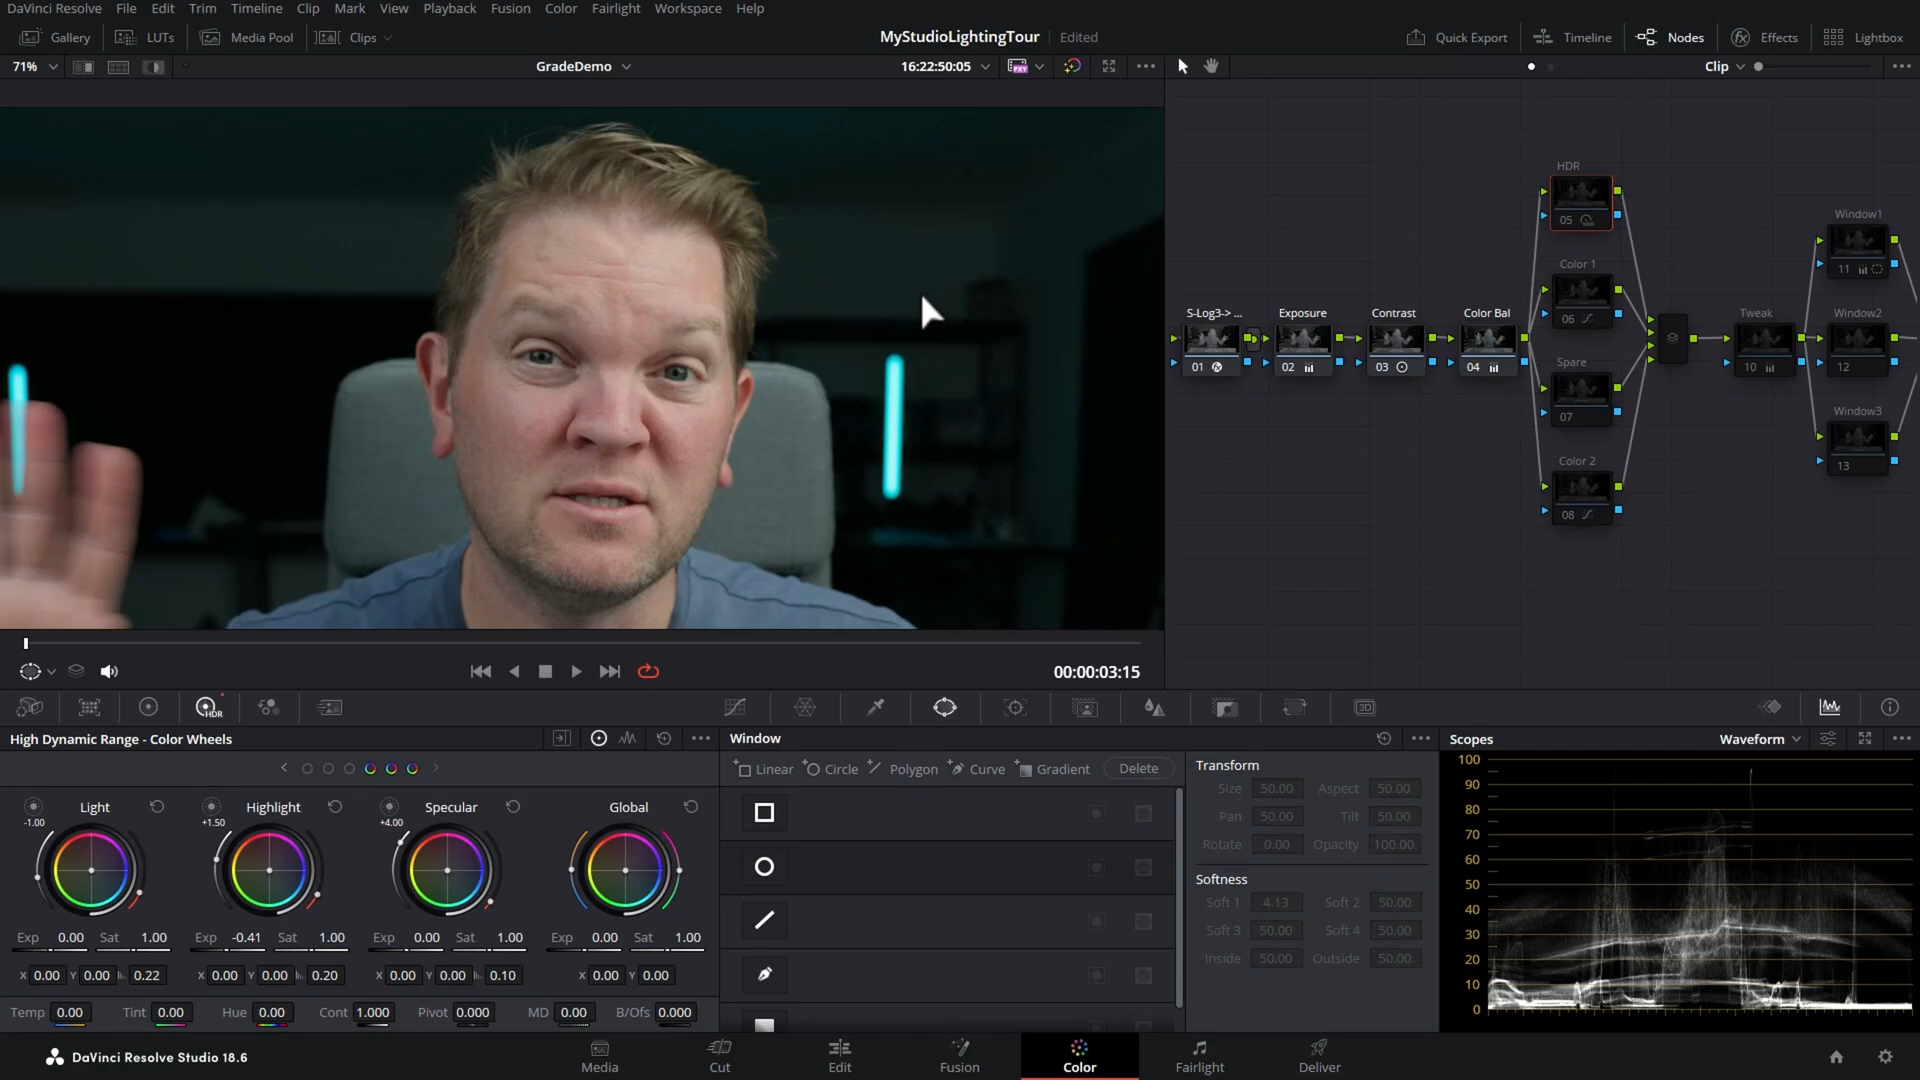 DaVinci Resolve File Edit Trim Timeline Clip Mark View Playback Fusion Color Fairlight Workspace Help
Gallery LUTs Media Pool Clips MyStudioLightingTour Edited Quick Export Timeline Nodes Effects Lightbox
71% GradeDemo 16:22:50:05 PXY Clip
HDR
05 HDR
Color 1
06
Window1
11
S-Log3-> ... Exposure Contrast Color Bal
01 02 03 04
Spare
07
Tweak
10
Window2
12
Window3
13
Color 2
08
00:00:03:15
HDR 3D
High Dynamic Range - Color Wheels
Window
Scopes Waveform
Linear Circle Polygon Curve Gradient Delete
Transform
Size 50.00 Aspect 50.00
Pan 50.00 Tilt 50.00
Rotate 0.00 Opacity 100.00
Softness
Soft 1 4.13 Soft 2 50.00
Soft 3 50.00 Soft 4 50.00
Inside 50.00 Outside 50.00
Light Highlight Specular Global
-1.00 +1.50 +4.00
Exp 0.00 Sat 1.00 Exp -0.41 Sat 1.00 Exp 0.00 Sat 1.00 Exp 0.00 Sat 1.00
X 0.00 Y 0.00 0.22 X 0.00 Y 0.00 0.20 X 0.00 Y 0.00 0.10 X 0.00 Y 0.00
Temp 0.00 Tint 0.00 Hue 0.00 Cont 1.000 Pivot 0.000 MD 0.00 B/Ofs 0.000
100
90
80
70
60
50
40
30
20
10
0
DaVinci Resolve Studio 18.6
Media Cut Edit Fusion Color Fairlight Deliver